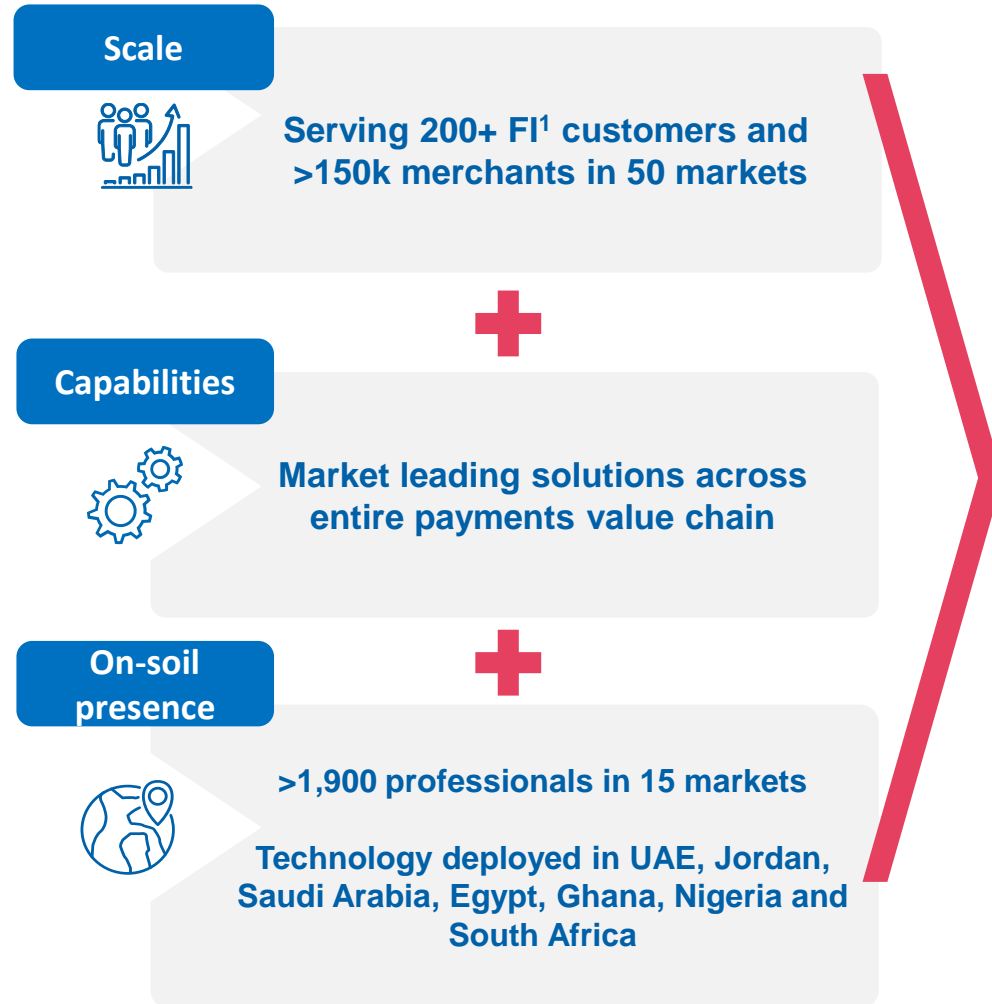 Scale
Serving 200+ FI¹ customers and
>150k merchants in 50 markets
Capabilities
Market leading solutions across
entire payments value chain
On-soil
presence
>1,900 professionals in 15 markets
Technology deployed in UAE, Jordan,
Saudi Arabia, Egypt, Ghana, Nigeria and
South Africa